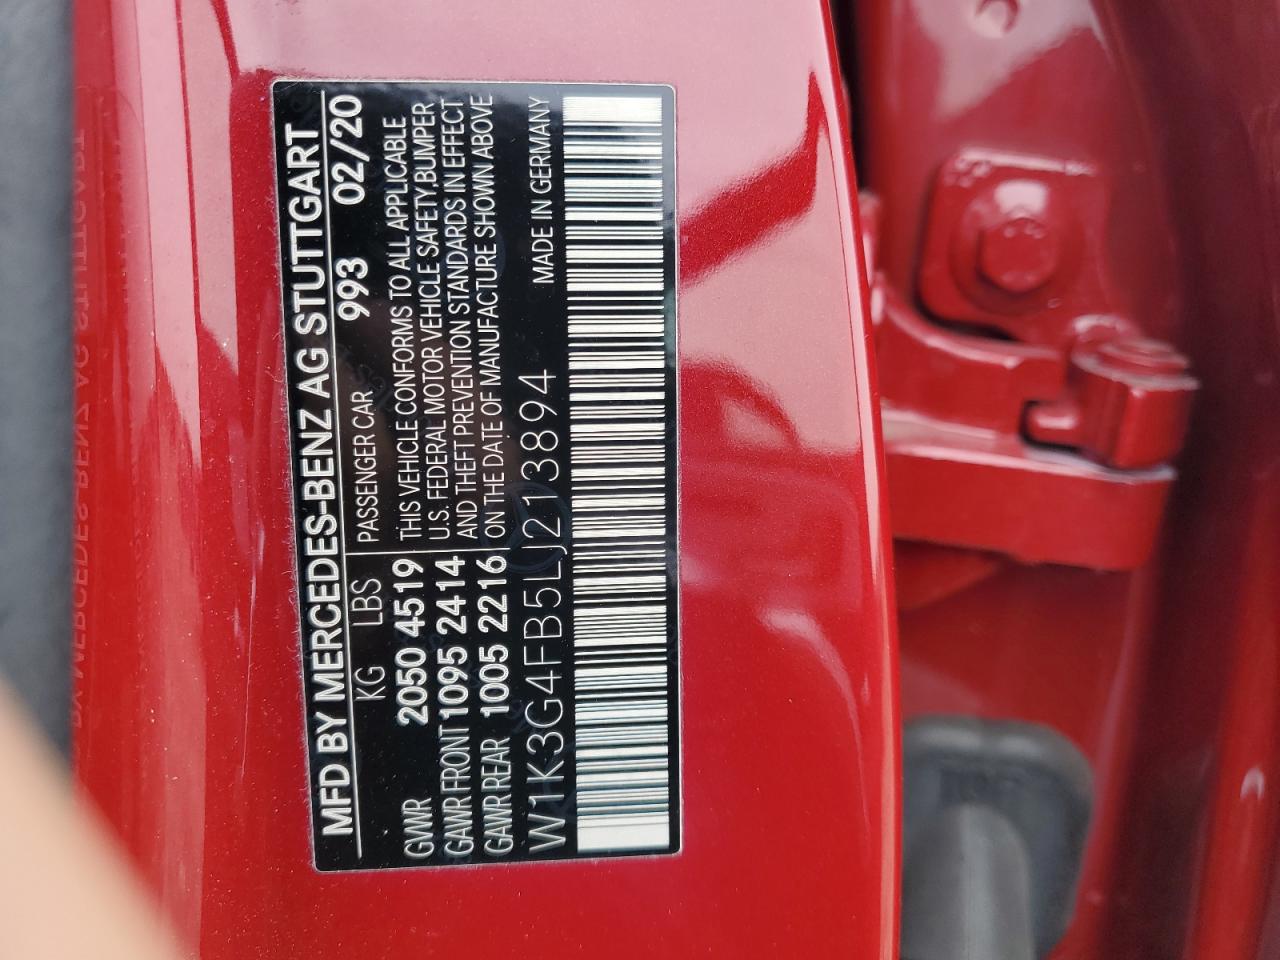 MFD BY MERCEDES-BENZ AG STUTTGART
KG LBS PASSENGER CAR 993 02/20
GVWR 2050 4519 THIS VEHICLE CONFORMS TO ALL APPLICABLE
GAWR FRONT 1095 2414 U.S. FEDERAL MOTOR VEHICLE SAFETY,BUMPER
GAWR REAR 1005 2216 AND THEFT PREVENTION STANDARDS IN EFFECT
ON THE DATE OF MANUFACTURE SHOWN ABOVE
W1K3G4FB5LJ213894 MADE IN GERMANY